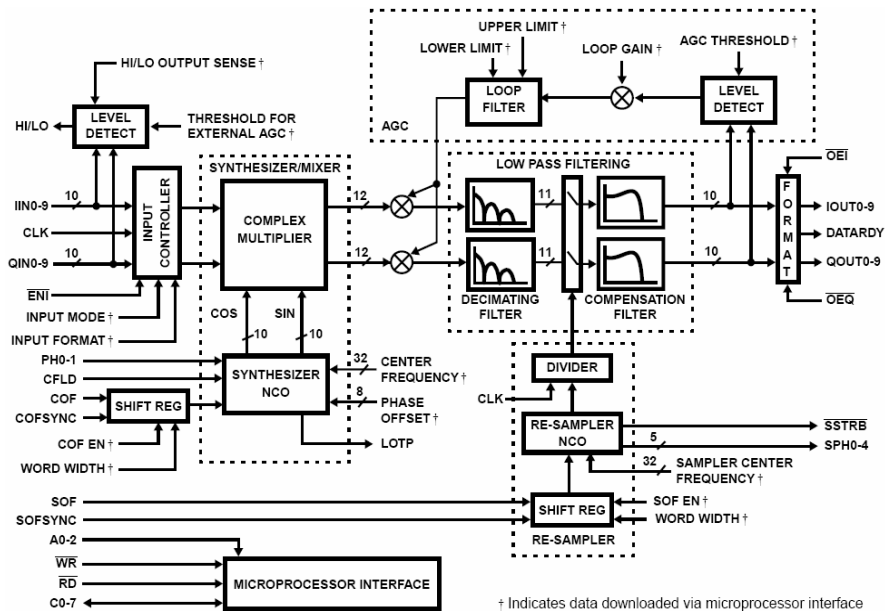 UPPER LIMIT †
LOWER LIMIT †
LOOP GAIN †
AGC THRESHOLD †
HI/LO OUTPUT SENSE †
LOOP
FILTER
LEVEL
DETECT
AGC
HI/LO
LEVEL
DETECT
THRESHOLD FOR
EXTERNAL AGC †
SYNTHESIZER/MIXER
LOW PASS FILTERING
OEI
IIN0-9
10
INPUT
CONTROLLER
COMPLEX
MULTIPLIER
12
11
10
FORMAT
IOUT0-9
CLK
DATARDY
QIN0-9
10
12
11
10
QOUT0-9
ENI
INPUT MODE †
INPUT FORMAT †
COS
SIN
10
10
DECIMATING
FILTER
COMPENSATION
FILTER
OEQ
PH0-1
CFLD
COF
COFSYNC
SHIFT REG
SYNTHESIZER
NCO
32
CENTER
FREQUENCY †
8
PHASE
OFFSET †
DIVIDER
CLK
COF EN †
WORD WIDTH †
LOTP
RE-SAMPLER
NCO
SSTRB
5
SPH0-4
32
SAMPLER CENTER
FREQUENCY †
SOF
SOFSYNC
SHIFT REG
SOF EN †
WORD WIDTH †
RE-SAMPLER
A0-2
WR
RD
C0-7
MICROPROCESSOR INTERFACE
† Indicates data downloaded via microprocessor interface